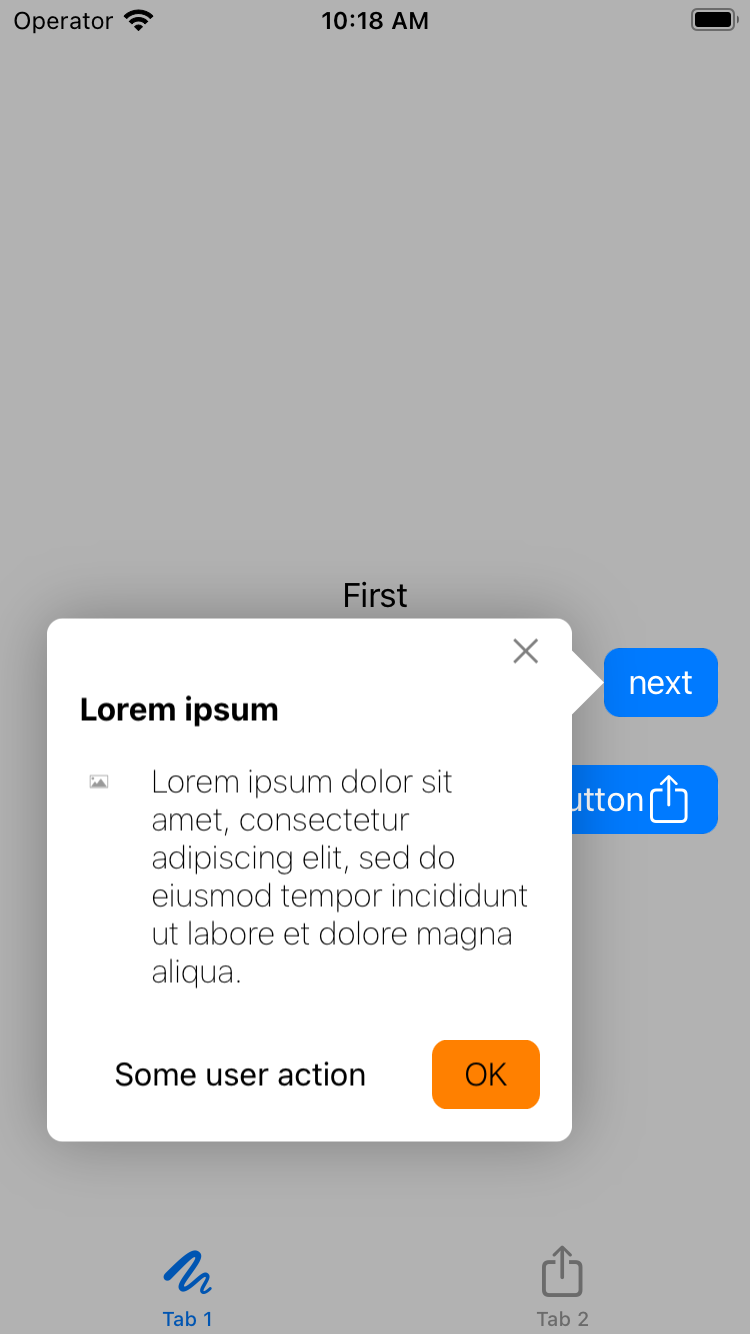 Operator 10:18 AM
First
next
Lorem ipsum
utton
Lorem ipsum dolor sit
amet, consectetur
adipiscing elit, sed do
eiusmod tempor incididunt
ut labore et dolore magna
aliqua.
Some user action
OK
Tab 1
Tab 2